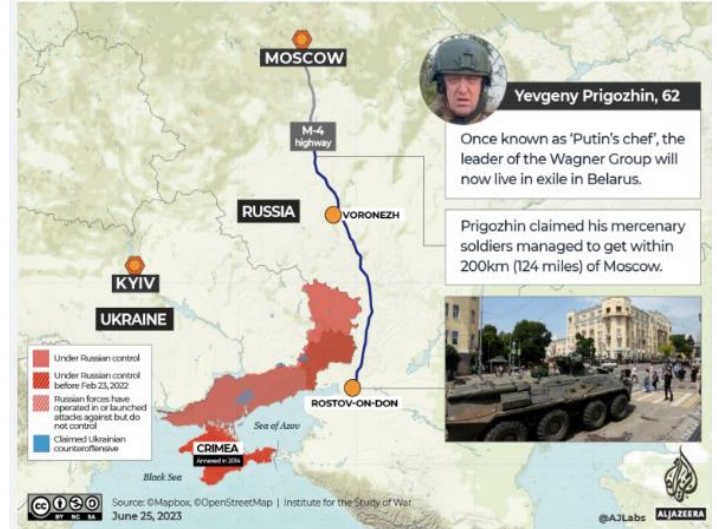 MOSCOW
M-4
highway
RUSSIA
VORONEZH
KYIV
UKRAINE
ROSTOV-ON-DON
Sea of Azov
CRIMEA
Annexed in 2014
Black Sea
Under Russian control
Under Russian control
before Feb 23, 2022
Russian forces have
operated in or launched
attacks against but do
not control
Claimed Ukrainian
counteroffensive
Yevgeny Prigozhin, 62
Once known as ‘Putin’s chef’, the
leader of the Wagner Group will
now live in exile in Belarus.
Prigozhin claimed his mercenary
soldiers managed to get within
200km (124 miles) of Moscow.
cc BY NC SA
Source: ©Mapbox, ©OpenStreetMap | Institute for the Study of War
June 25, 2023
@AJLabs
ALJAZEERA